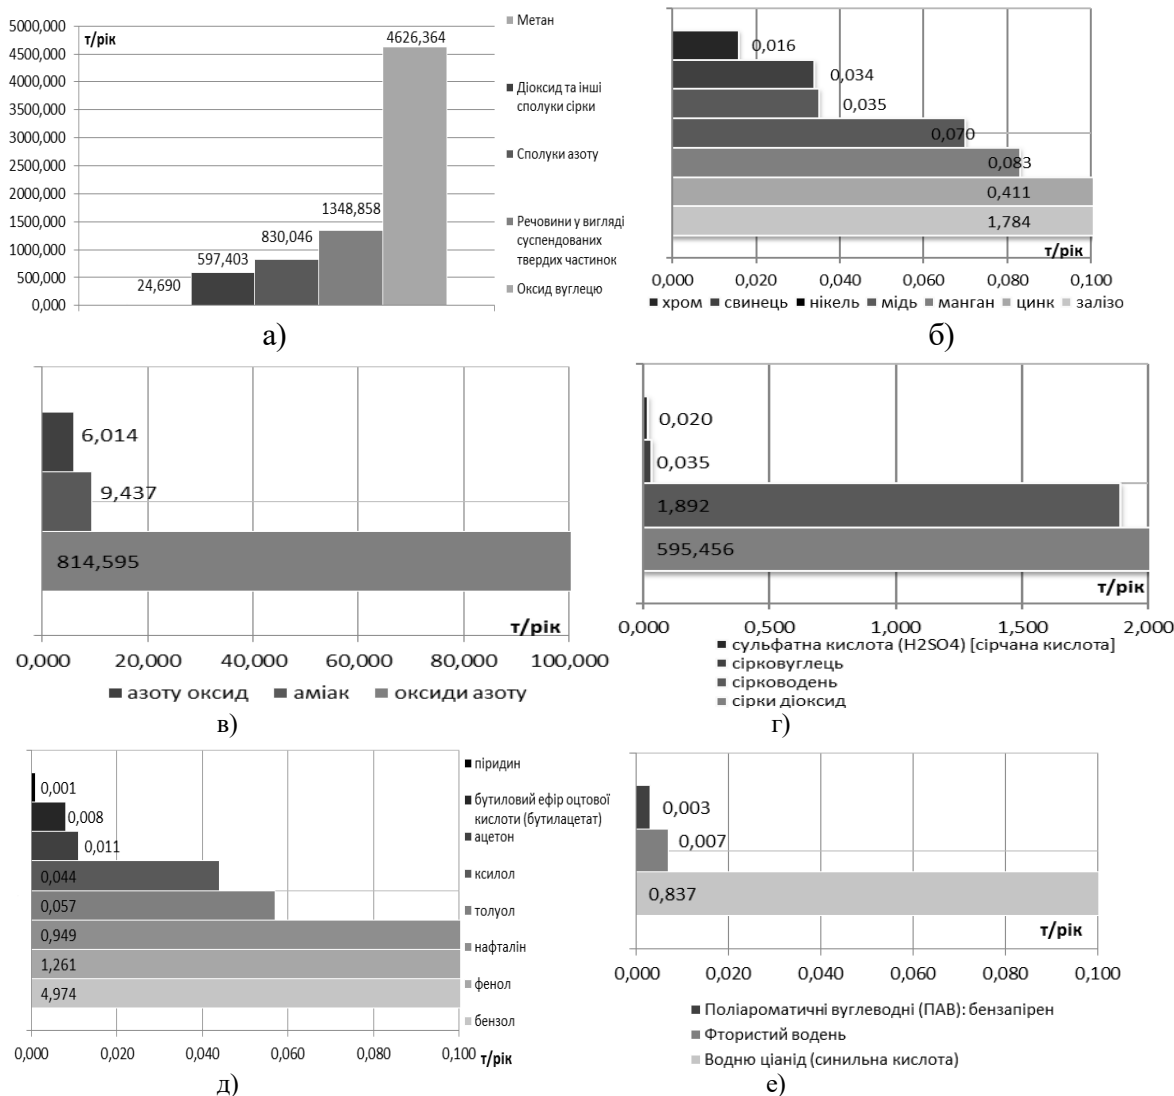 5000,000
4500,000
4000,000
3500,000
3000,000
2500,000
2000,000
1500,000
1000,000
500,000
0,000
т/рік
24,690
597,403
830,046
1348,858
4626,364
Метан
Діоксид та інші
сполуки сірки
Сполуки азоту
Речовини у вигляді
суспендованих
твердих частинок
Оксид вуглецю
а)
0,016
0,034
0,035
0,070
0,083
0,411
1,784
т/рік
0,000 0,020 0,040 0,060 0,080 0,100
хром свинець нікель мідь манган цинк залізо
б)
6,014
9,437
814,595
т/рік
0,000 20,000 40,000 60,000 80,000 100,000
азоту оксид аміак оксиди азоту
в)
0,020
0,035
1,892
595,456
т/рік
0,000 0,500 1,000 1,500 2,000
сульфатна кислота (H2SO4) [сірчана кислота]
сірковуглець
сірководень
сірки діоксид
г)
0,001
0,008
0,011
0,044
0,057
0,949
1,261
4,974
0,000 0,020 0,040 0,060 0,080 0,100 т/рік
піридин
бутиловий ефір оцтової
кислоти (бутилацетат)
ацетон
ксилол
толуол
нафталін
фенол
бензол
д)
0,003
0,007
0,837
т/рік
0,000 0,020 0,040 0,060 0,080 0,100
Поліароматичні вуглеводні (ПАВ): бензапірен
Фтористий водень
Водню ціанід (синильна кислота)
е)